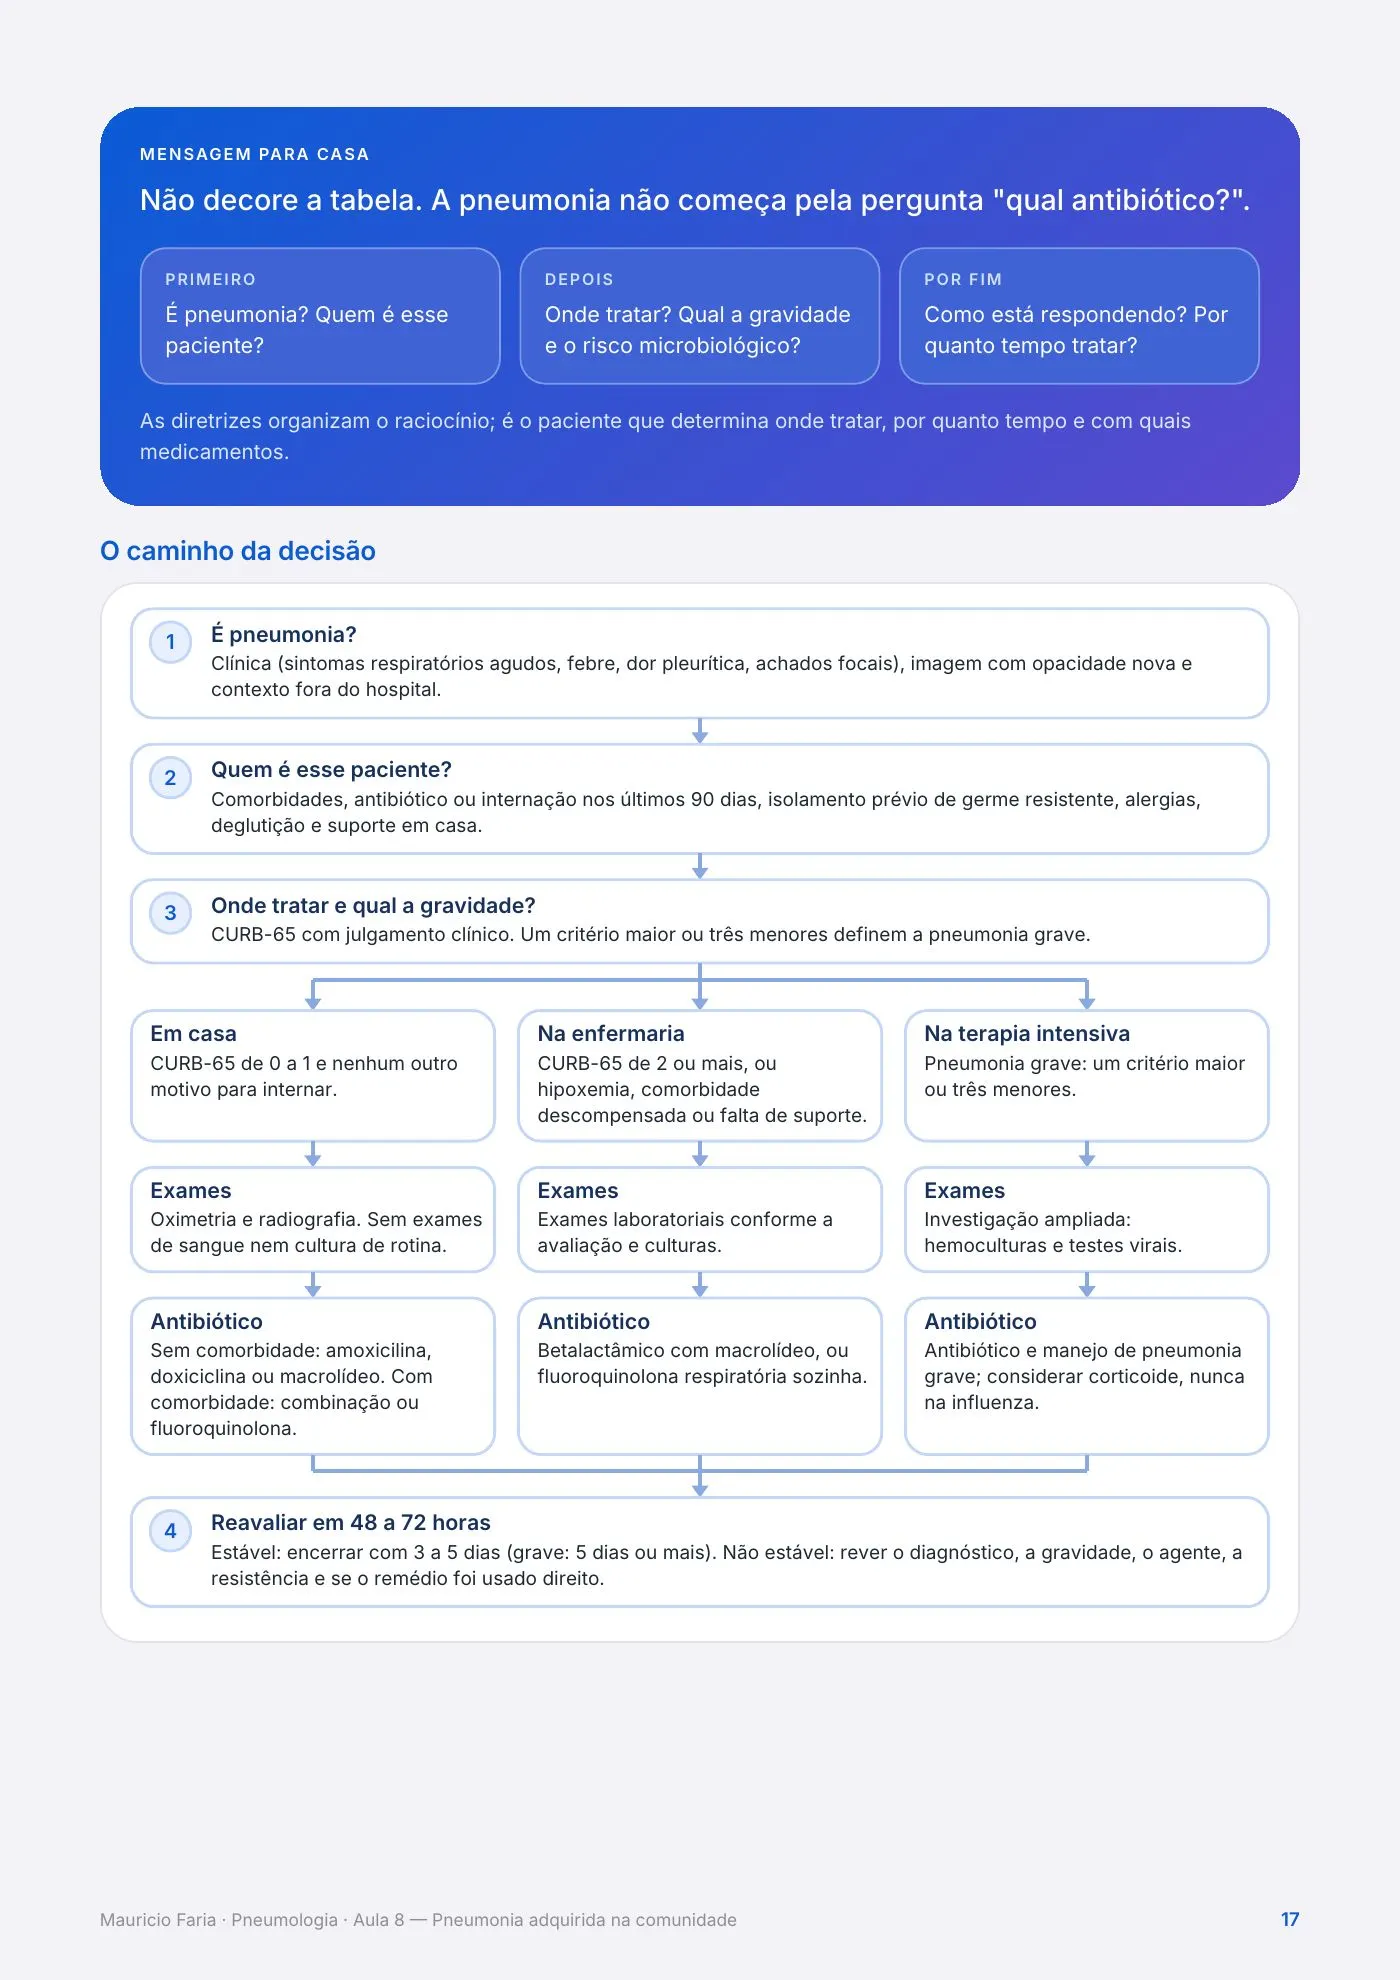 MENSAGEM PARA CASA
Não decore a tabela. A pneumonia não começa pela pergunta "qual antibiótico?".
PRIMEIRO
É pneumonia? Quem é esse
paciente?
DEPOIS
Onde tratar? Qual a gravidade
e o risco microbiológico?
POR FIM
Como está respondendo? Por
quanto tempo tratar?
As diretrizes organizam o raciocínio; é o paciente que determina onde tratar, por quanto tempo e com quais
medicamentos.
O caminho da decisão
1
É pneumonia?
Clínica (sintomas respiratórios agudos, febre, dor pleurítica, achados focais), imagem com opacidade nova e
contexto fora do hospital.
2
Quem é esse paciente?
Comorbidades, antibiótico ou internação nos últimos 90 dias, isolamento prévio de germe resistente, alergias,
deglutição e suporte em casa.
3
Onde tratar e qual a gravidade?
CURB-65 com julgamento clínico. Um critério maior ou três menores definem a pneumonia grave.
Em casa
CURB-65 de 0 a 1 e nenhum outro
motivo para internar.
Na enfermaria
CURB-65 de 2 ou mais, ou
hipoxemia, comorbidade
descompensada ou falta de suporte.
Na terapia intensiva
Pneumonia grave: um critério maior
ou três menores.
Exames
Oximetria e radiografia. Sem exames
de sangue nem cultura de rotina.
Exames
Exames laboratoriais conforme a
avaliação e culturas.
Exames
Investigação ampliada:
hemoculturas e testes virais.
Antibiótico
Sem comorbidade: amoxicilina,
doxiciclina ou macrolídeo. Com
comorbidade: combinação ou
fluoroquinolona.
Antibiótico
Betalactâmico com macrolídeo, ou
fluoroquinolona respiratória sozinha.
Antibiótico
Antibiótico e manejo de pneumonia
grave; considerar corticoide, nunca
na influenza.
4
Reavaliar em 48 a 72 horas
Estável: encerrar com 3 a 5 dias (grave: 5 dias ou mais). Não estável: rever o diagnóstico, a gravidade, o agente, a
resistência e se o remédio foi usado direito.
Mauricio Faria · Pneumologia · Aula 8 — Pneumonia adquirida na comunidade
17